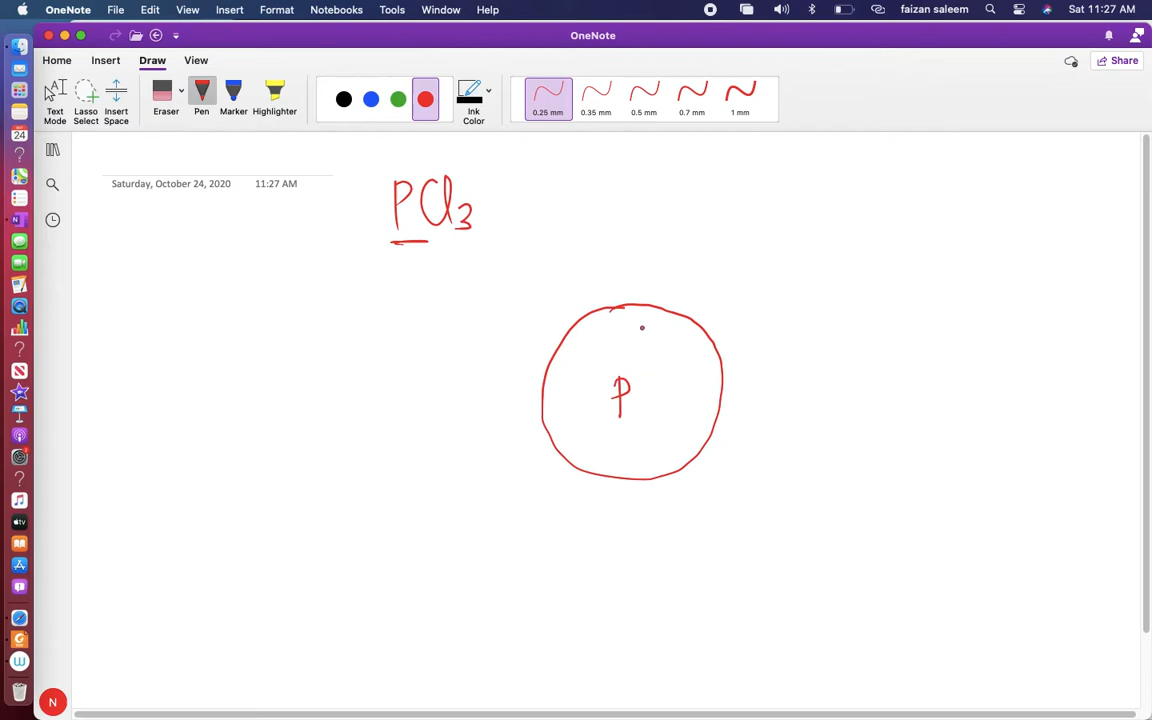 OneNote File Edit View Insert Format Notebooks Tools Window Help faizan saleem Sat 11:27 AM
OneNote
Home Insert Draw View Share
Text Mode Lasso Select Insert Space Eraser Pen Marker Highlighter Ink Color 0.25 mm 0.35 mm 0.5 mm 0.7 mm 1 mm
Saturday, October 24, 2020 11:27 AM
PCl3
P
N